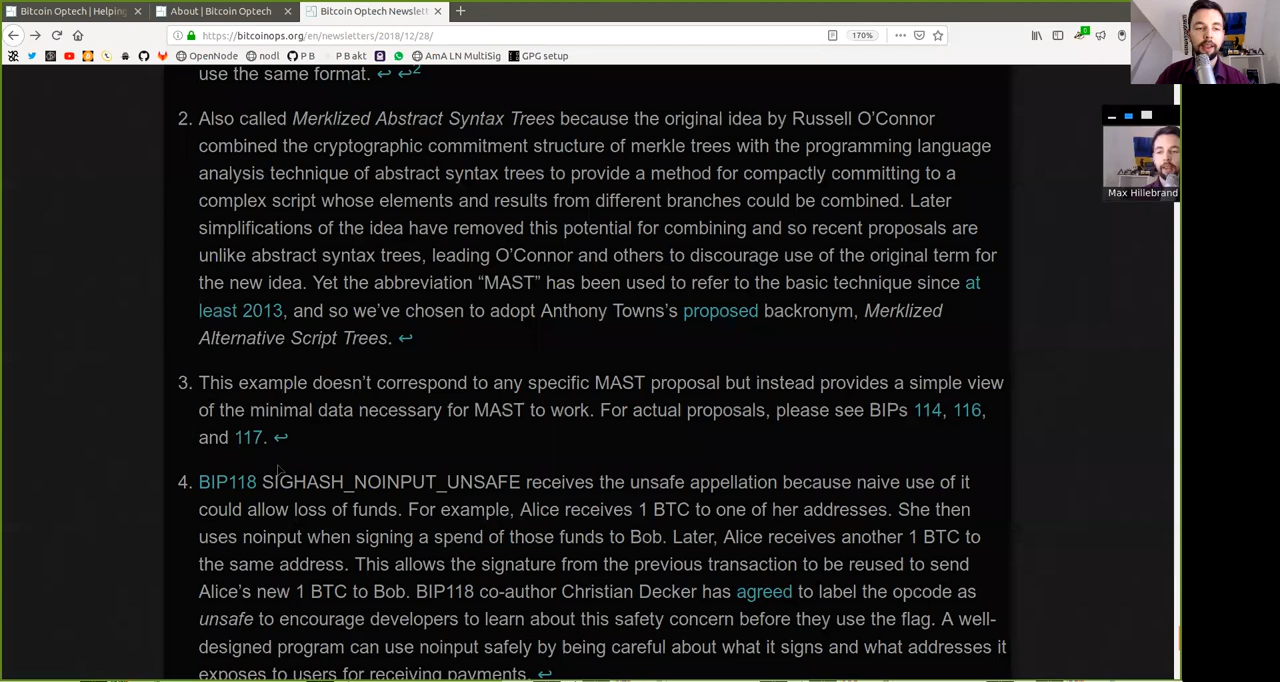 Bitcoin Optech | Helping
About | Bitcoin Optech
Bitcoin Optech Newslett
https://bitcoinops.org/en/newsletters/2018/12/28/
170%
OpenNode
nodl
P B
P B akt
AmA LN MultiSig
GPG setup
use the same format. ↩ ↩2
2. Also called Merklized Abstract Syntax Trees because the original idea by Russell O’Connor
combined the cryptographic commitment structure of merkle trees with the programming language
analysis technique of abstract syntax trees to provide a method for compactly committing to a
complex script whose elements and results from different branches could be combined. Later
simplifications of the idea have removed this potential for combining and so recent proposals are
unlike abstract syntax trees, leading O’Connor and others to discourage use of the original term for
the new idea. Yet the abbreviation “MAST” has been used to refer to the basic technique since at
least 2013, and so we’ve chosen to adopt Anthony Towns’s proposed backronym, Merklized
Alternative Script Trees. ↩
3. This example doesn’t correspond to any specific MAST proposal but instead provides a simple view
of the minimal data necessary for MAST to work. For actual proposals, please see BIPs 114, 116,
and 117. ↩
4. BIP118 SIGHASH_NOINPUT_UNSAFE receives the unsafe appellation because naive use of it
could allow loss of funds. For example, Alice receives 1 BTC to one of her addresses. She then
uses noinput when signing a spend of those funds to Bob. Later, Alice receives another 1 BTC to
the same address. This allows the signature from the previous transaction to be reused to send
Alice’s new 1 BTC to Bob. BIP118 co-author Christian Decker has agreed to label the opcode as
unsafe to encourage developers to learn about this safety concern before they use the flag. A well-
designed program can use noinput safely by being careful about what it signs and what addresses it
exposes to users for receiving payments. ↩
Max Hillebrand